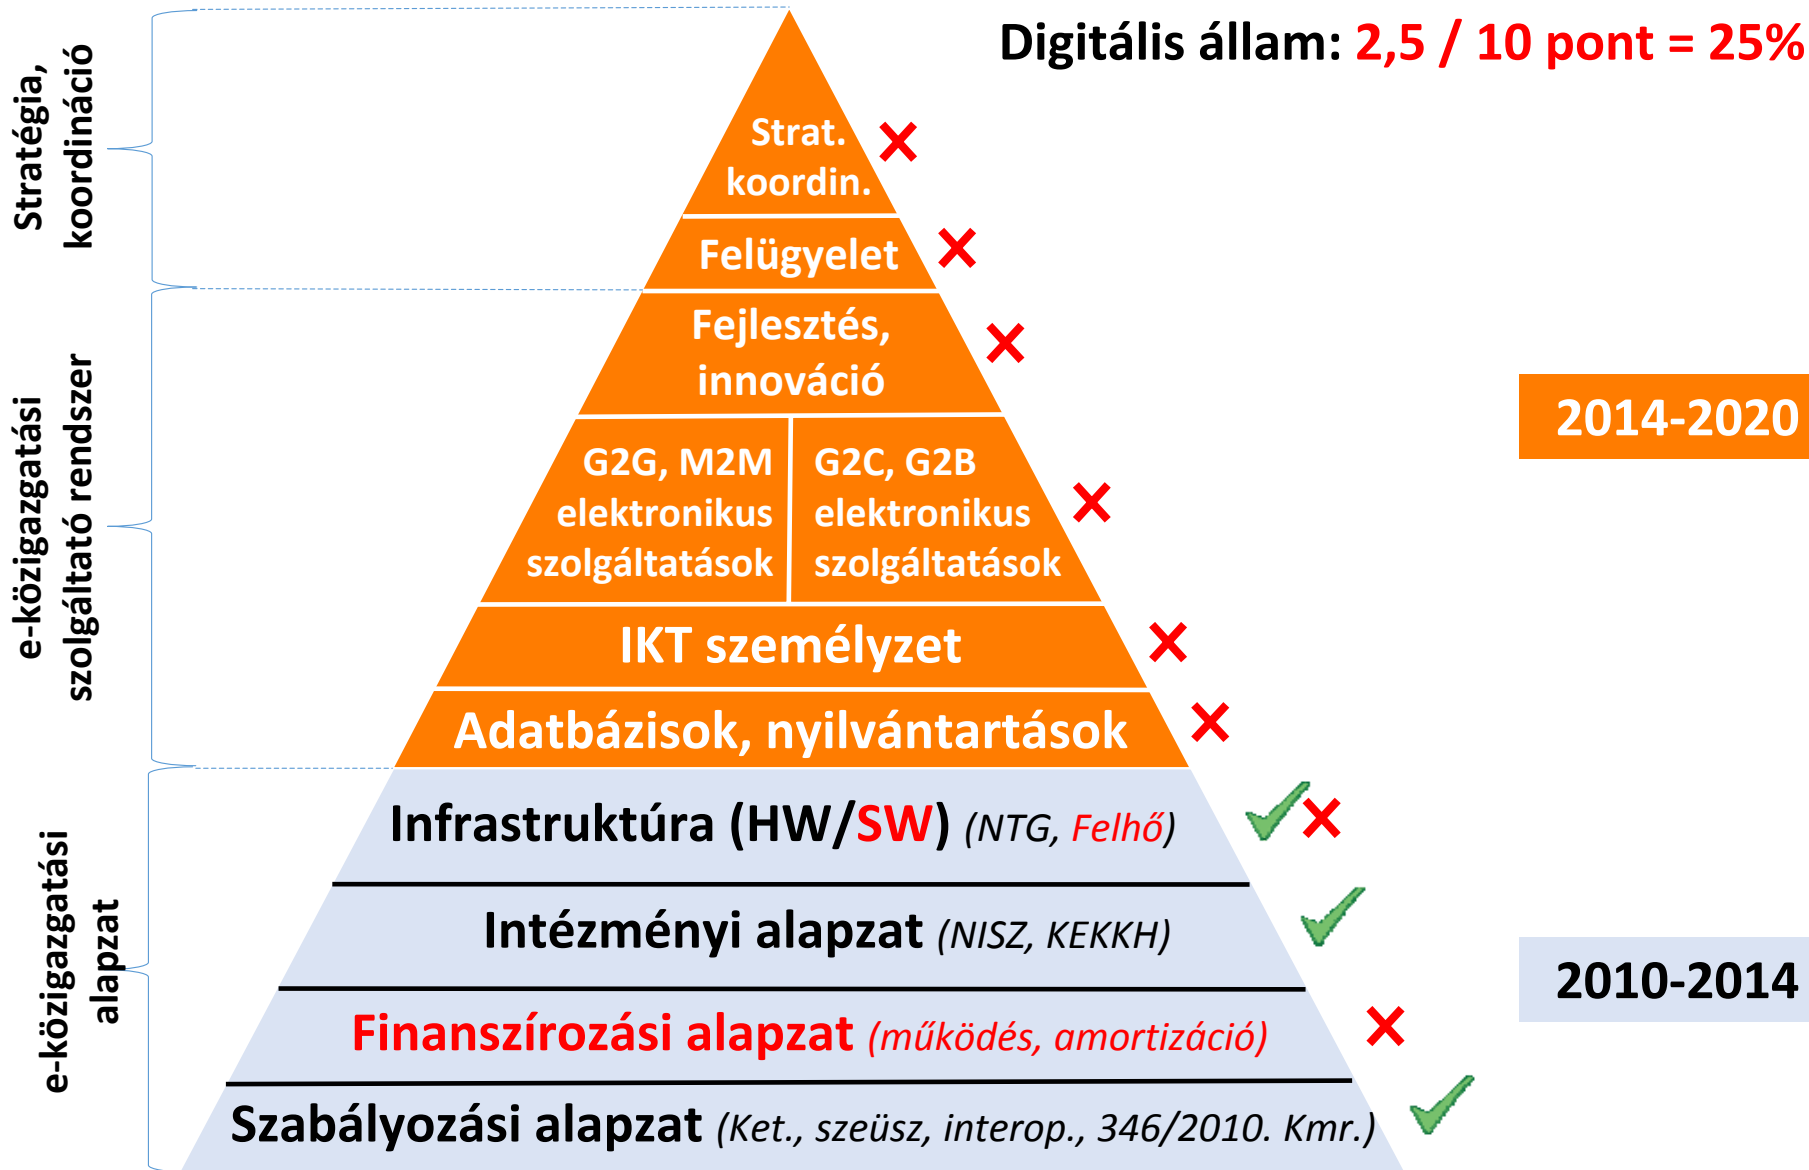 Digitális állam: 2,5 / 10 pont = 25%
Stratégia,
koordináció
Strat.
koordin.
Felügyelet
e-közigazgatási
szolgáltató rendszer
Fejlesztés,
innováció
G2G, M2M
elektronikus
szolgáltatások
G2C, G2B
elektronikus
szolgáltatások
IKT személyzet
Adatbázisok, nyilvántartások
2014-2020
e-közigazgatási
alapzat
Infrastruktúra (HW/SW) (NTG, Felhő)
Intézményi alapzat (NISZ, KEKKH)
Finanszírozási alapzat (működés, amortizáció)
Szabályozási alapzat (Ket., szeüsz, interop., 346/2010. Kmr.)
2010-2014